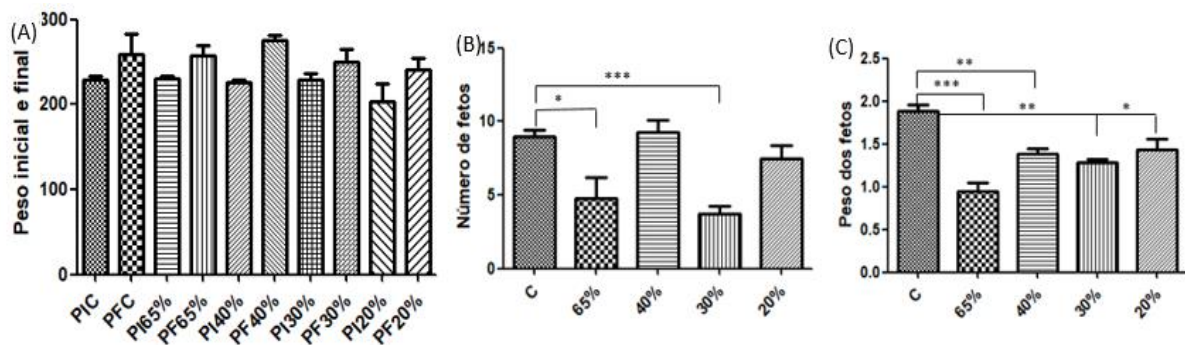 (A)
Peso inicial e final
300
200
100
0
PIC
PFC
PI65%
PF65%
PI40%
PF40%
PI30%
PF30%
PI20%
PF20%
(B)
Número de fetos
15
10
5
0
*
***
C
65%
40%
30%
20%
(C)
Peso dos fetos
2.5
2.0
1.5
1.0
0.5
0.0
**
***
**
*
C
65%
40%
30%
20%